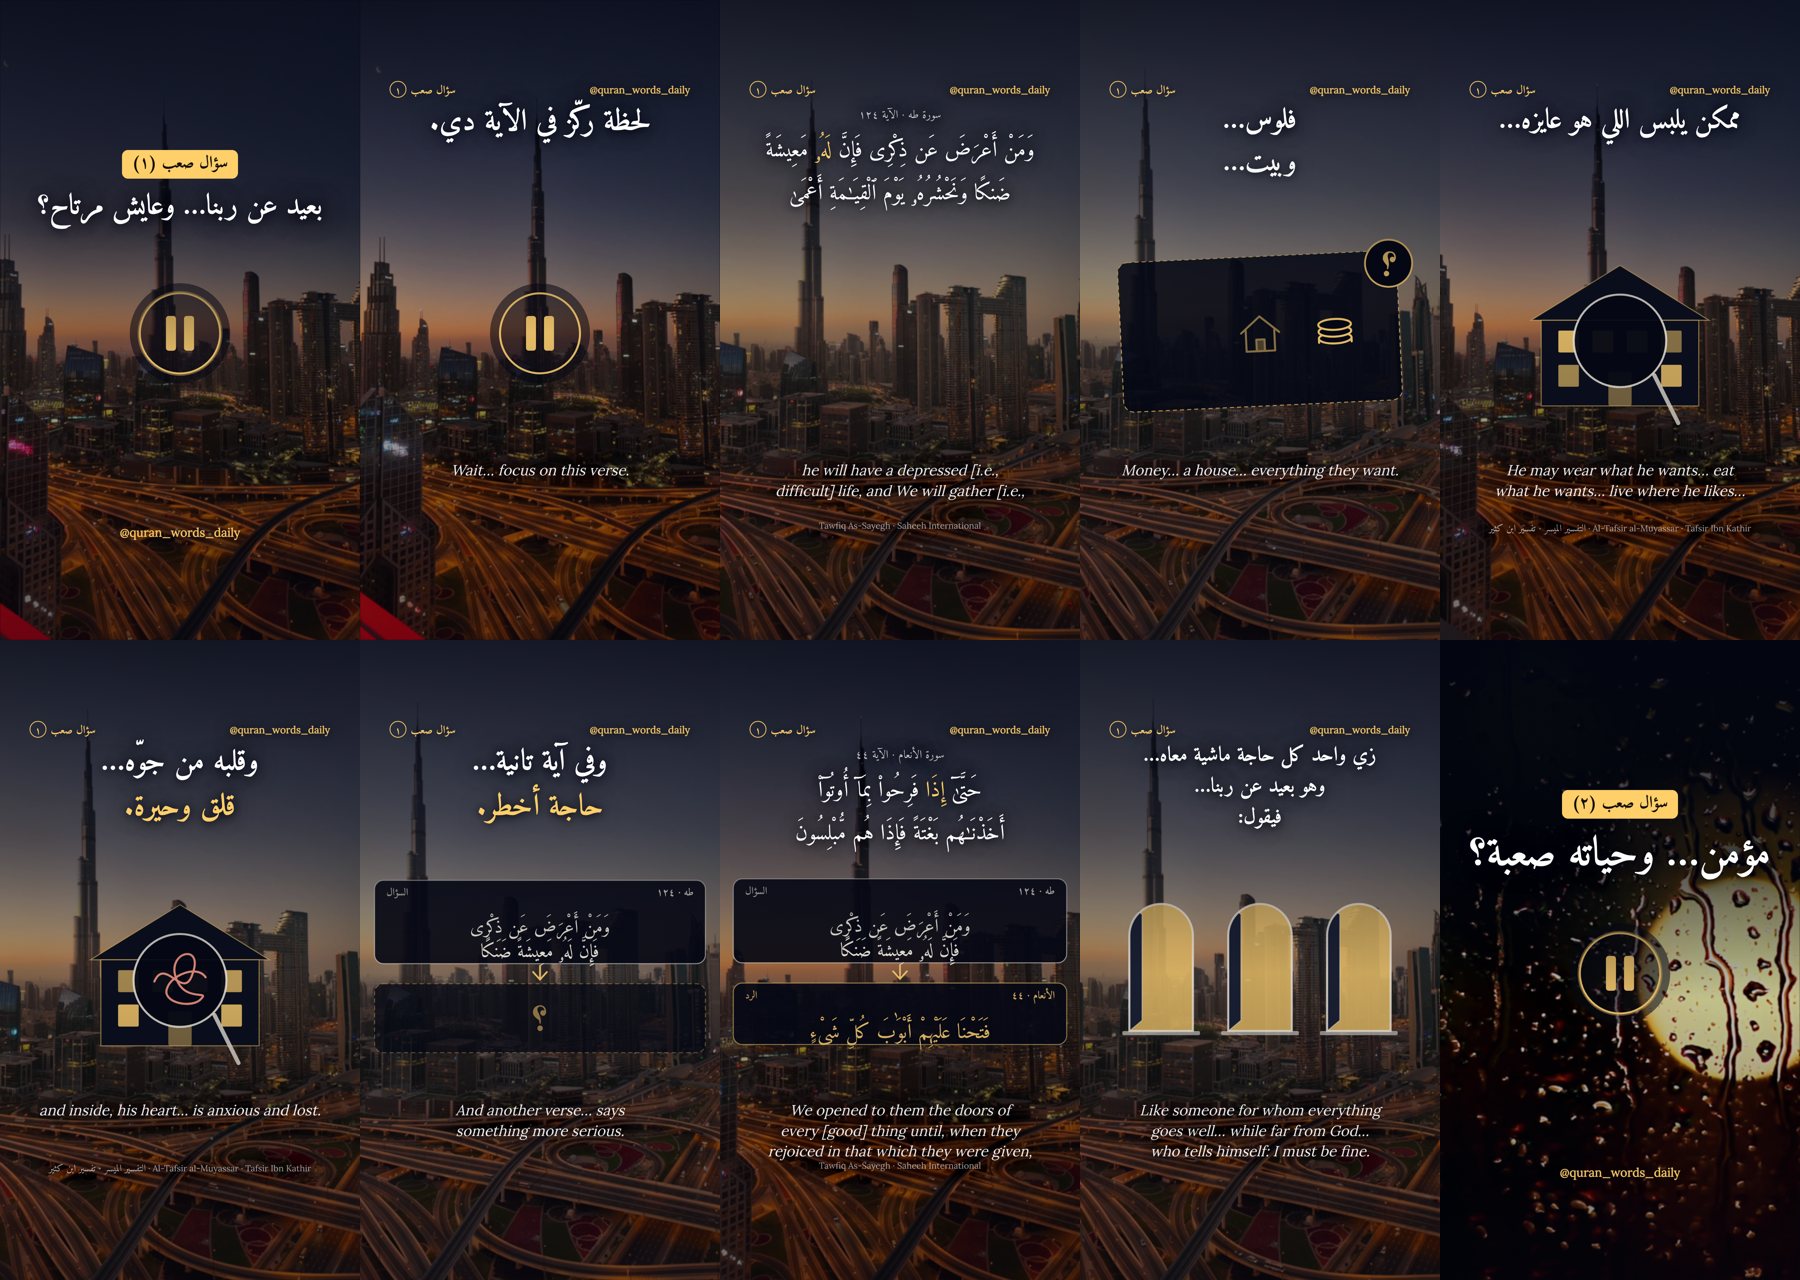 سؤال صعب (١)
بعيد عن ربنا... وعايش مرتاح؟
@quran_words_daily
سؤال صعب ١
@quran_words_daily
لحظة ركّز في الآية دي.
Wait... focus on this verse.
سؤال صعب ١
@quran_words_daily
سورة طه · الآية ١٢٤
وَمَنْ أَعْرَضَ عَن ذِكْرِى فَإِنَّ لَهُۥ مَعِيشَةً
ضَنكًا وَنَحْشُرُهُۥ يَوْمَ ٱلْقِيَـٰمَةِ أَعْمَىٰ
he will have a depressed [i.e.,
difficult] life, and We will gather [i.e.,
Tawfiq As-Sayegh · Saheeh International
سؤال صعب ١
@quran_words_daily
فلوس...
وبيت...
؟
Money... a house... everything they want.
سؤال صعب ١
@quran_words_daily
ممكن يلبس اللي هو عايزه...
He may wear what he wants... eat
what he wants... live where he likes...
التفسير الميسر · تفسير ابن كثير · Al-Tafsir al-Muyassar · Tafsir Ibn Kathir
سؤال صعب ١
@quran_words_daily
وقلبه من جوّه...
قلق وحيرة.
and inside, his heart... is anxious and lost.
التفسير الميسر · تفسير ابن كثير · Al-Tafsir al-Muyassar · Tafsir Ibn Kathir
سؤال صعب ١
@quran_words_daily
وفي آية تانية...
حاجة أخطر.
طه · ١٢٤
السؤال
وَمَنْ أَعْرَضَ عَن ذِكْرِى
فَإِنَّ لَهُۥ مَعِيشَةً ضَنكًا
؟
And another verse... says
something more serious.
سؤال صعب ١
@quran_words_daily
سورة الأنعام · الآية ٤٤
حَتَّىٰٓ إِذَا فَرِحُوا۟ بِمَآ أُوتُوٓا۟
أَخَذْنَـٰهُم بَغْتَةً فَإِذَا هُم مُّبْلِسُونَ
طه · ١٢٤
السؤال
وَمَنْ أَعْرَضَ عَن ذِكْرِى
فَإِنَّ لَهُۥ مَعِيشَةً ضَنكًا
الأنعام · ٤٤
الرد
فَتَحْنَا عَلَيْهِمْ أَبْوَٰبَ كُلِّ شَىْءٍ
We opened to them the doors of
every [good] thing until, when they
rejoiced in that which they were given,
Tawfiq As-Sayegh · Saheeh International
سؤال صعب ١
@quran_words_daily
زي واحد كل حاجة ماشية معاه...
وهو بعيد عن ربنا...
فيقول:
Like someone for whom everything
goes well... while far from God...
who tells himself: I must be fine.
سؤال صعب (٢)
مؤمن... وحياته صعبة؟
@quran_words_daily